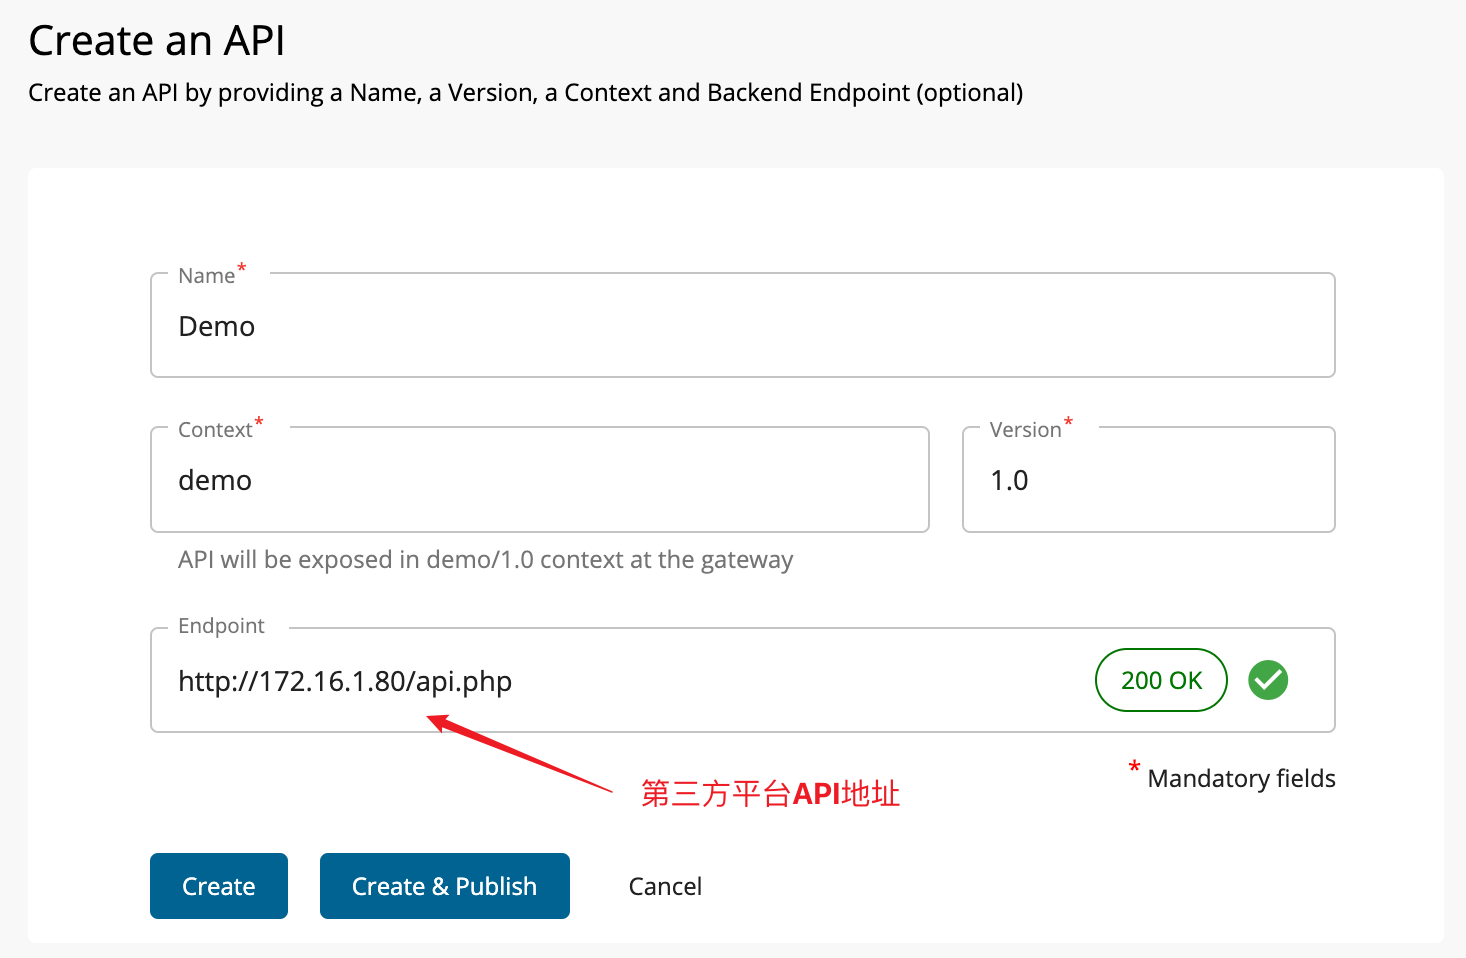 Create an API
Create an API by providing a Name, a Version, a Context and Backend Endpoint (optional)
Name*
Demo
Context*
demo
Version*
1.0
API will be exposed in demo/1.0 context at the gateway
Endpoint
http://172.16.1.80/api.php
200 OK
第三方平台API地址
* Mandatory fields
Create
Create & Publish
Cancel